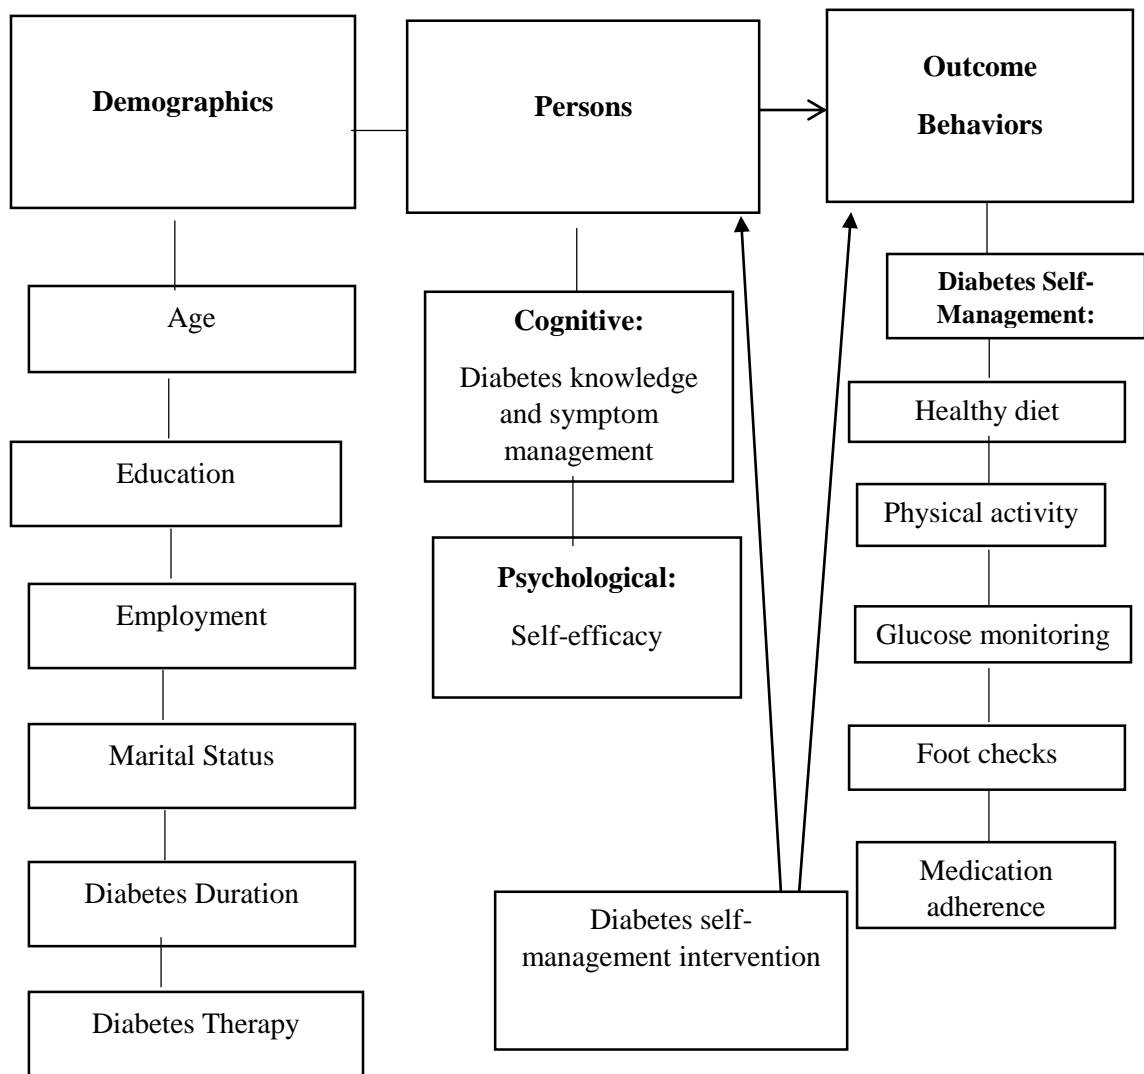 Demographics
Age
Education
Employment
Marital Status
Diabetes Duration
Diabetes Therapy
Persons
Cognitive:
Diabetes knowledge
and symptom
management
Psychological:
Self-efficacy
Diabetes self-
management intervention
Outcome
Behaviors
Diabetes Self-
Management:
Healthy diet
Physical activity
Glucose monitoring
Foot checks
Medication
adherence